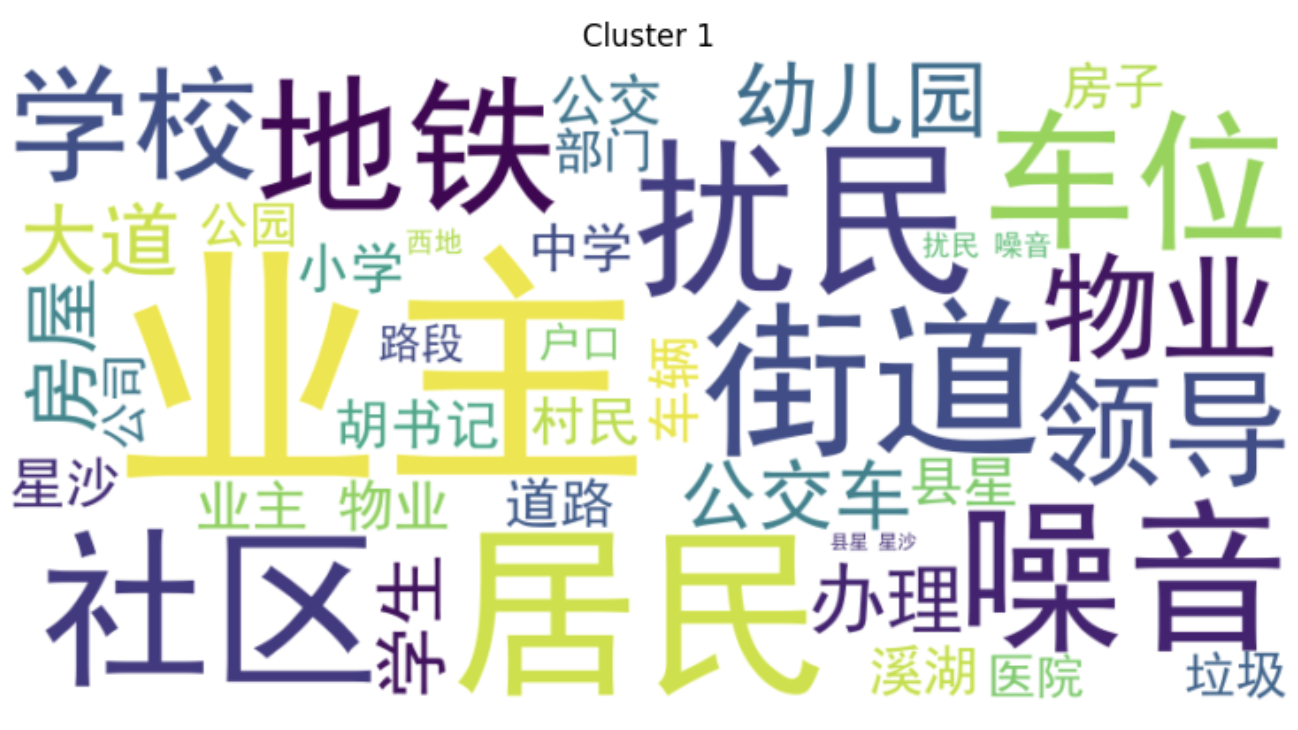 Cluster 1
学校
地铁
公交
幼儿园
房子
部门
车位
扰民
大道
公园
西地
中学
扰民 噪音
小学
业主
物业
房屋
街道
路段
户口
车辆
公司
领导
胡书记
村民
星沙
业主 物业
道路
公交车
县星
社区
居民
县星 星沙
噪音
学生
办理
溪湖
医院
垃圾